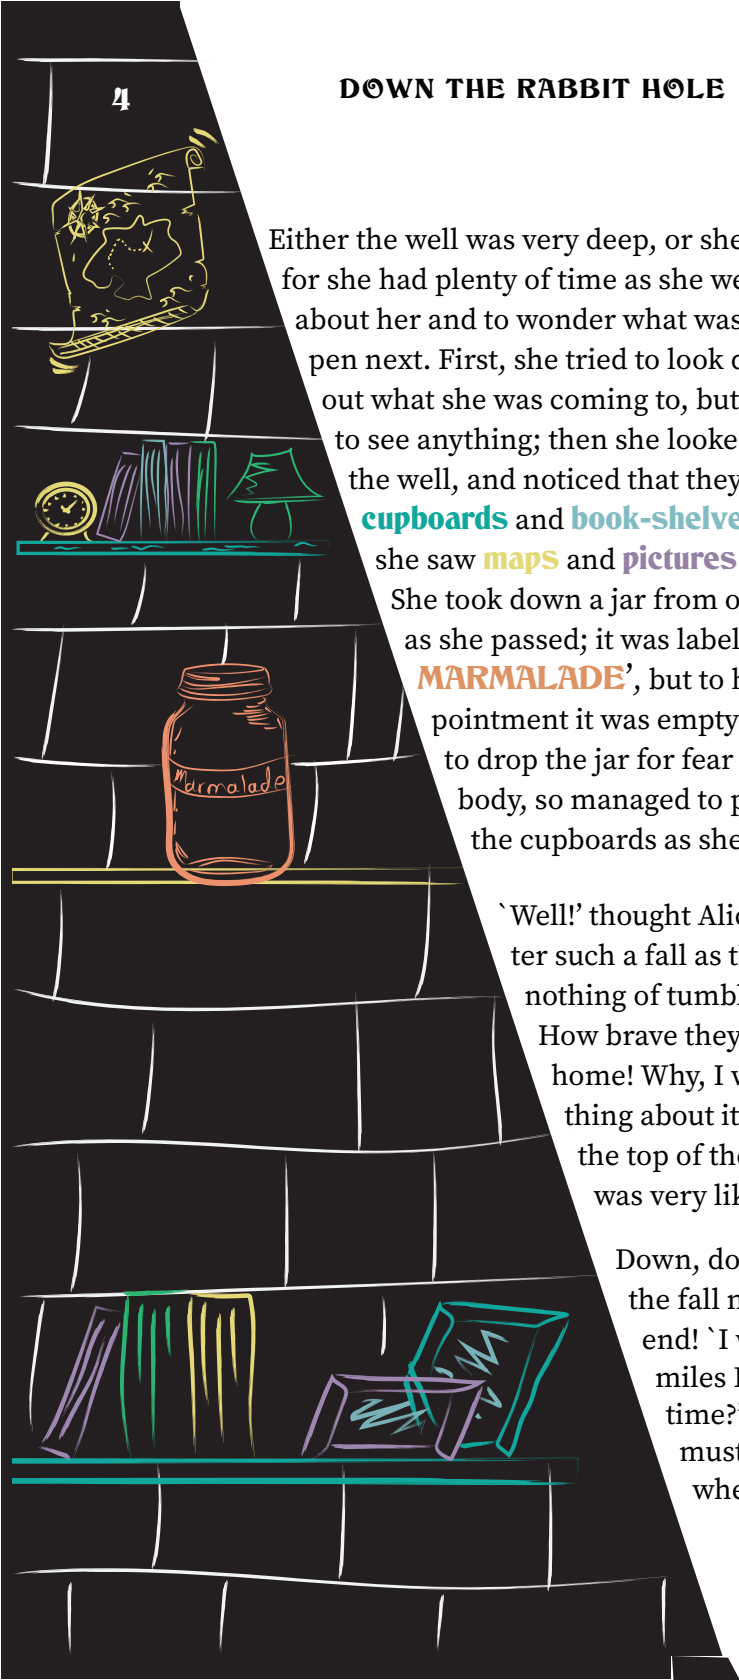 4
DOWN THE RABBIT HOLE
Either the well was very deep, or she
for she had plenty of time as she we
about her and to wonder what was
pen next. First, she tried to look d
out what she was coming to, but
to see anything; then she looke
the well, and noticed that they
cupboards and book-shelve
she saw maps and pictures
She took down a jar from o
as she passed; it was label
MARMALADE’, but to h
pointment it was empty
to drop the jar for fear
body, so managed to p
the cupboards as she
Marmalade
`Well!’ thought Alic
ter such a fall as t
nothing of tumbl
How brave they
home! Why, I w
thing about it
the top of the
was very lik
Down, do
the fall n
end! `I w
miles I
time?’
must
whe